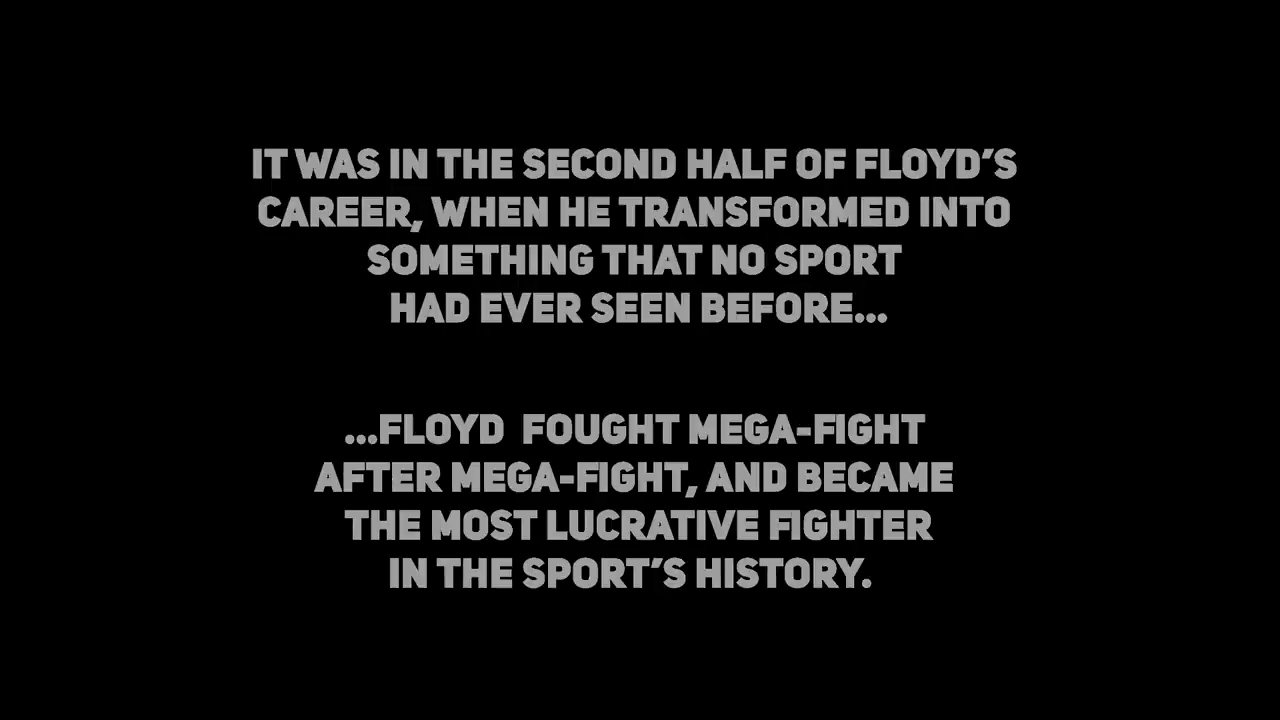 IT WAS IN THE SECOND HALF OF FLOYD’S
CAREER, WHEN HE TRANSFORMED INTO
SOMETHING THAT NO SPORT
HAD EVER SEEN BEFORE...
...FLOYD  FOUGHT MEGA-FIGHT
AFTER MEGA-FIGHT, AND BECAME
THE MOST LUCRATIVE FIGHTER
IN THE SPORT’S HISTORY.